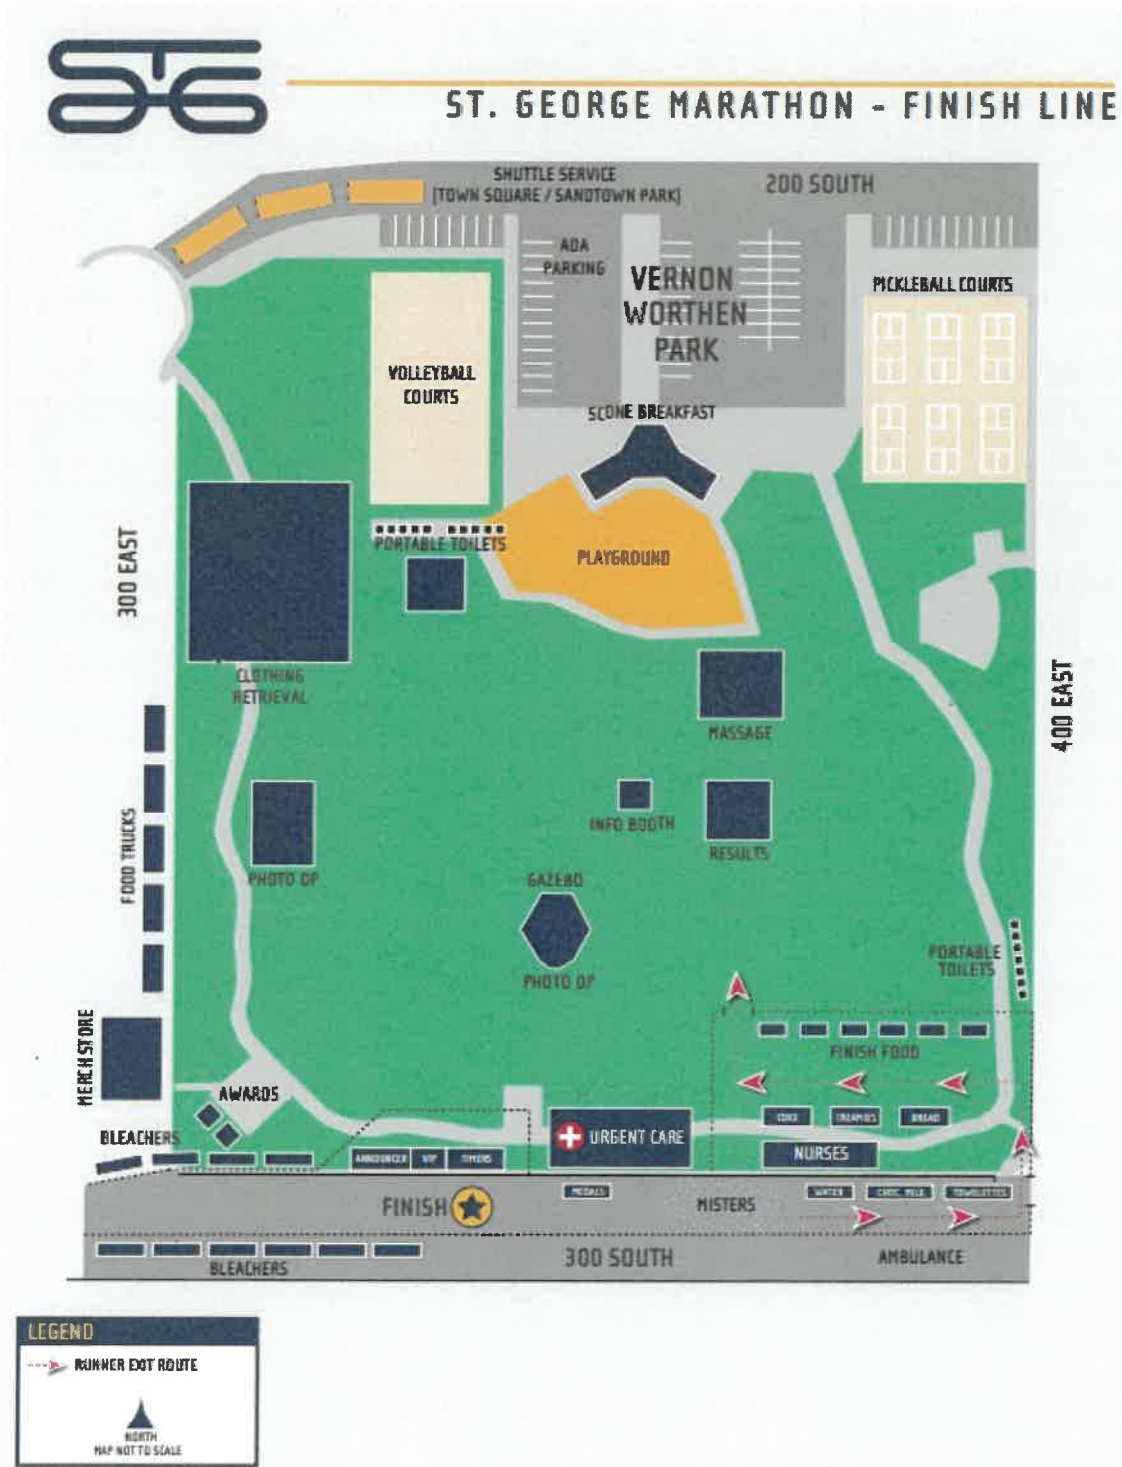 STG
ST. GEORGE MARATHON - FINISH LINE
SHUTTLE SERVICE
[TOWN SQUARE / SANDTOWN PARK]
200 SOUTH
ADA
PARKING
VERNON
WORTHEN
PARK
PICKLEBALL COURTS
VOLLEYBALL
COURTS
SCONE BREAKFAST
PORTABLE TOILETS
PLAYGROUND
300 EAST
CLOTHING
RETRIEVAL
MASSAGE
400 EAST
FOOD TRUCKS
INFO BOOTH
RESULTS
PHOTO OP
GAZEBO
PHOTO OP
PORTABLE
TOILETS
MERCH STORE
FINISH FOOD
AWARDS
COKE
CREAMIES
BREAD
BLEACHERS
URGENT CARE
NURSES
ANNOUNCER
VIP
TIMERS
FINISH
MEDALS
MISTERS
WATER
CHOC. MILK
TOWELETTES
BLEACHERS
300 SOUTH
AMBULANCE
LEGEND
RUNNER EXIT ROUTE
NORTH
MAP NOT TO SCALE